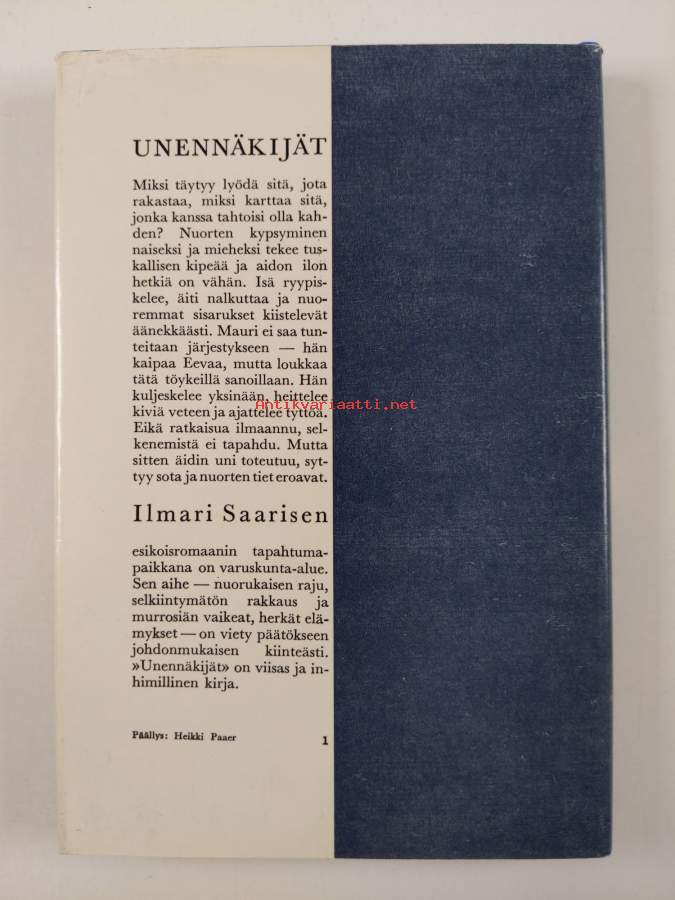 UNENNÄKIJÄT
Miksi täytyy lyödä sitä, jota
rakastaa, miksi karttaa sitä,
jonka kanssa tahtoisi olla kah-
den? Nuorten kypsyminen
naiseksi ja mieheksi tekee tus-
kallisen kipeää ja aidon ilon
hetkiä on vähän. Isä ryypis-
kelee, äiti nalkuttaa ja nuo-
remmat sisarukset kiistelevät
äänekkäästi. Mauri ei saa tun-
teitaan järjestykseen — hän
kaipaa Eevaa, mutta loukkaa
tätä töykeillä sanoillaan. Hän
kuljeskelee yksinään, heittelee
kiviä veteen ja ajattelee tyttöä.
Antikvariaatti.net
Eikä ratkaisua ilmaannu, sel-
kenemistä ei tapahdu. Mutta
sitten äidin uni toteutuu, syt-
tyy sota ja nuorten tiet eroavat.
Ilmari Saarisen
esikoisromaanin tapahtuma-
paikkana on varuskunta-alue.
Sen aihe — nuorukaisen raju,
selkiintymätön rakkaus ja
murrosiän vaikeat, herkät elä-
mykset — on viety päätökseen
johdonmukaisen kiinteästi.
»Unennäkijät» on viisas ja in-
himillinen kirja.
Päällys: Heikki Paaer 1